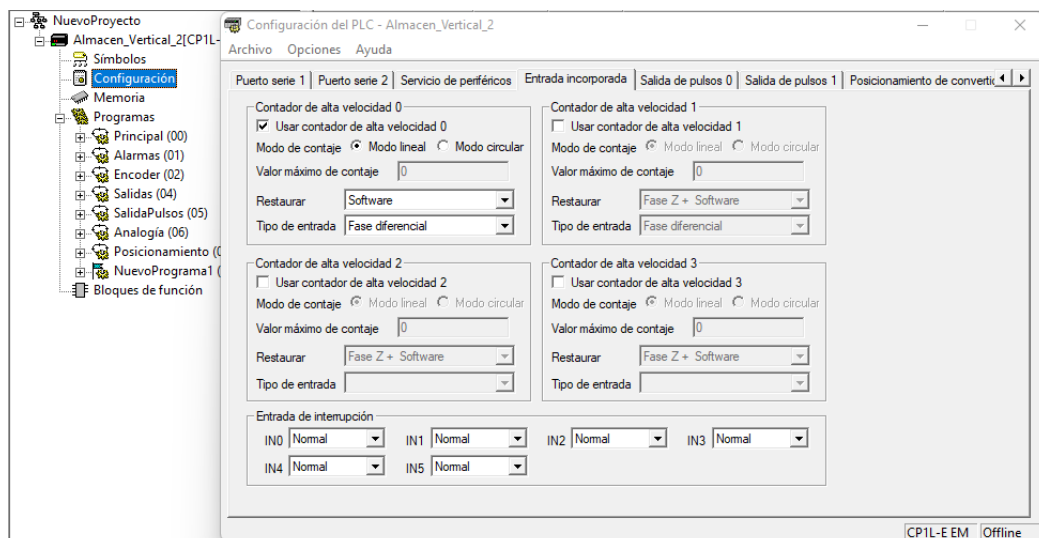 NuevoProyecto
Almacen_Vertical_2[CP1L-
Símbolos
Configuración
Memoria
Programas
Principal (00)
Alarmas (01)
Encoder (02)
Salidas (04)
SalidaPulsos (05)
Analogía (06)
Posicionamiento (
NuevoPrograma1 (
Bloques de función
Configuración del PLC - Almacen_Vertical_2
Archivo Opciones Ayuda
Puerto serie 1 Puerto serie 2 Servicio de periféricos Entrada incorporada Salida de pulsos 0 Salida de pulsos 1 Posicionamiento de convertic
Contador de alta velocidad 0
Usar contador de alta velocidad 0
Modo de contaje Modo lineal Modo circular
Valor máximo de contaje 0
Restaurar Software
Tipo de entrada Fase diferencial
Contador de alta velocidad 1
Usar contador de alta velocidad 1
Modo de contaje Modo lineal Modo circular
Valor máximo de contaje 0
Restaurar Fase Z + Software
Tipo de entrada Fase diferencial
Contador de alta velocidad 2
Usar contador de alta velocidad 2
Modo de contaje Modo lineal Modo circular
Valor máximo de contaje 0
Restaurar Fase Z + Software
Tipo de entrada
Contador de alta velocidad 3
Usar contador de alta velocidad 3
Modo de contaje Modo lineal Modo circular
Valor máximo de contaje 0
Restaurar Fase Z + Software
Tipo de entrada
Entrada de interrupción
IN0 Normal IN1 Normal IN2 Normal IN3 Normal
IN4 Normal IN5 Normal
CP1L-E EM Offline